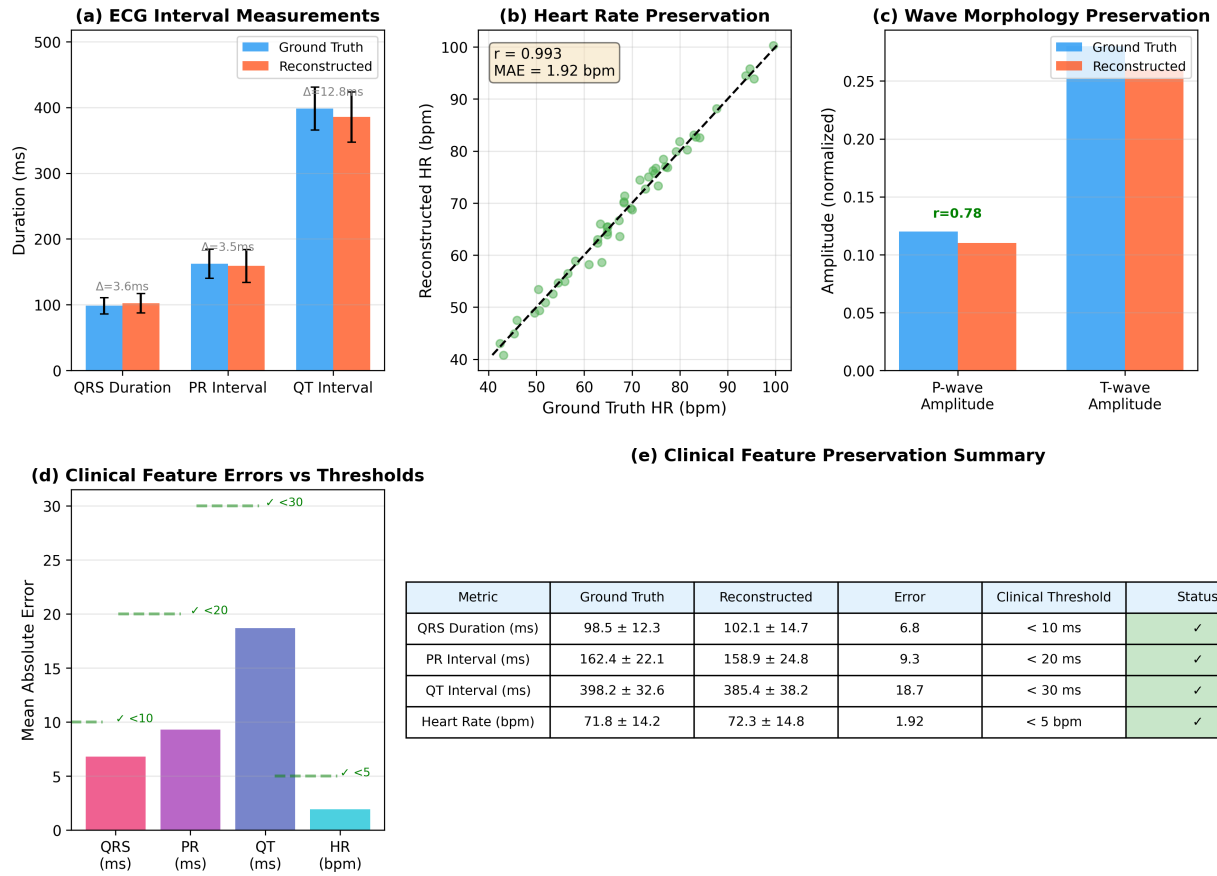 (a) ECG Interval Measurements
500
400
300
200
100
0
Duration (ms)
Ground Truth
Reconstructed
Δ=3.6ms
Δ=3.5ms
Δ=12.8ms
QRS Duration
PR Interval
QT Interval
(b) Heart Rate Preservation
r = 0.993
MAE = 1.92 bpm
100
90
80
70
60
50
40
Reconstructed HR (bpm)
40
50
60
70
80
90
100
Ground Truth HR (bpm)
(c) Wave Morphology Preservation
Ground Truth
Reconstructed
0.25
0.20
0.15
0.10
0.05
0.00
Amplitude (normalized)
r=0.78
P-wave
Amplitude
T-wave
Amplitude
(d) Clinical Feature Errors vs Thresholds
30
25
20
15
10
5
0
Mean Absolute Error
✓ <10
✓ <20
✓ <30
✓ <5
QRS
(ms)
PR
(ms)
QT
(ms)
HR
(bpm)
(e) Clinical Feature Preservation Summary
Metric Ground Truth Reconstructed Error Clinical Threshold Status
QRS Duration (ms) 98.5 ± 12.3 102.1 ± 14.7 6.8 < 10 ms ✓
PR Interval (ms) 162.4 ± 22.1 158.9 ± 24.8 9.3 < 20 ms ✓
QT Interval (ms) 398.2 ± 32.6 385.4 ± 38.2 18.7 < 30 ms ✓
Heart Rate (bpm) 71.8 ± 14.2 72.3 ± 14.8 1.92 < 5 bpm ✓